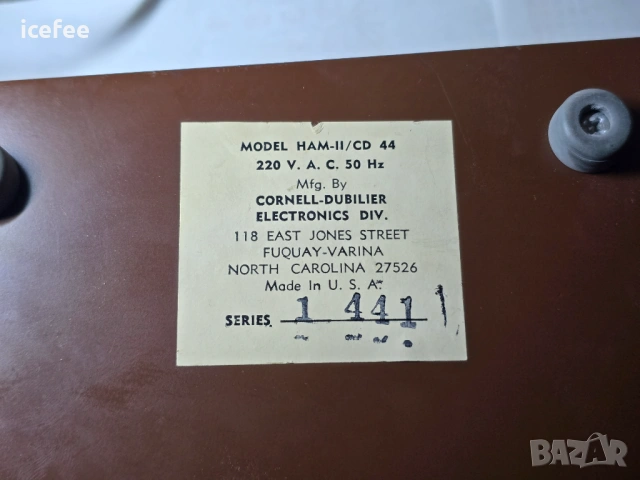 icefee
MODEL HAM-II/CD 44
220 V. A. C. 50 Hz
Mfg. By
CORNELL-DUBILIER
ELECTRONICS DIV.
118 EAST JONES STREET
FUQUAY-VARINA
NORTH CAROLINA 27526
Made In U. S. A.
SERIES 1 441
BAZAR